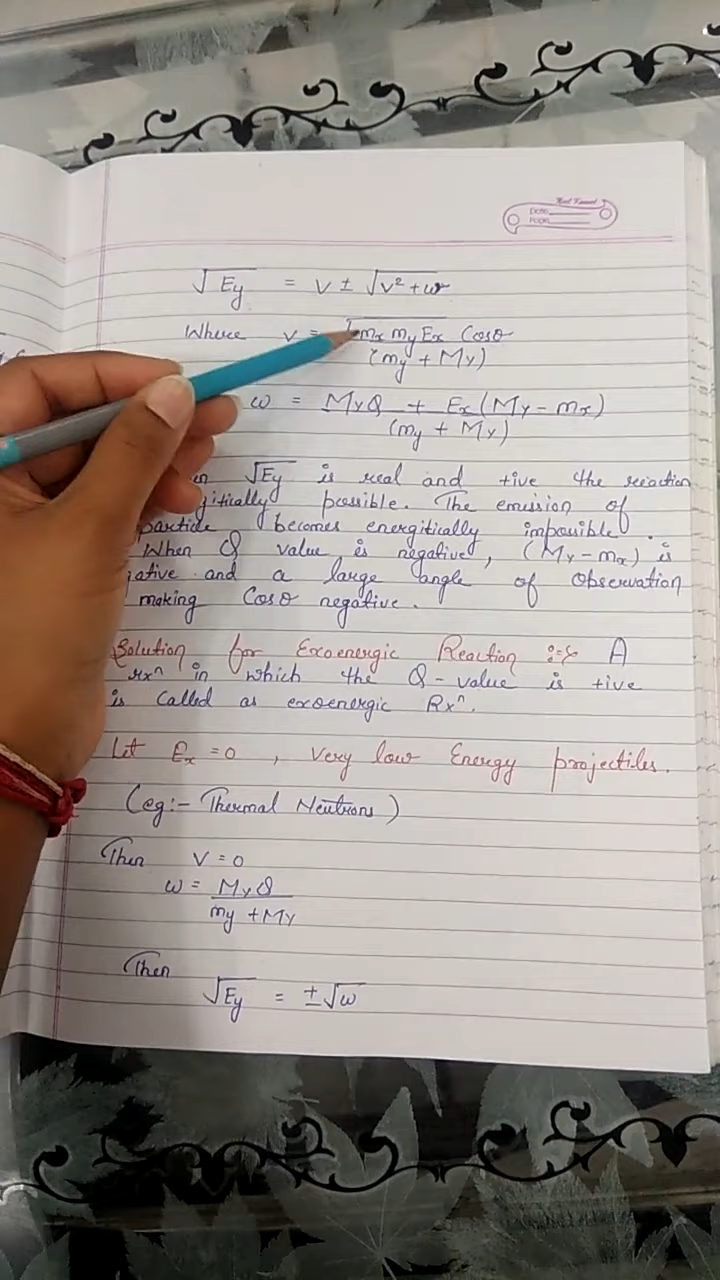 DATE
PAGE
√Ey = V ± √V² + ω
Where V = √mx my Ex Cosθ
(my + My)
ω = MyQ + Ex(My - mx)
(my + My)
√Ey is real and +ive the reaction
possible. The emission of
particle becomes energitically impossible.
When Q value is negative, (My - mx) is
and a large angle of observation
making Cosθ negative.
Solution for Exoenergic Reaction :-> A
rxⁿ in which the Q - value is +ive
is called as exoenergic Rxⁿ.
Let Ex = 0 , very low Energy projectiles.
(eg:- Thermal Neutrons)
Then V = 0
ω = MyQ
my + My
Then
√Ey = ± √ω